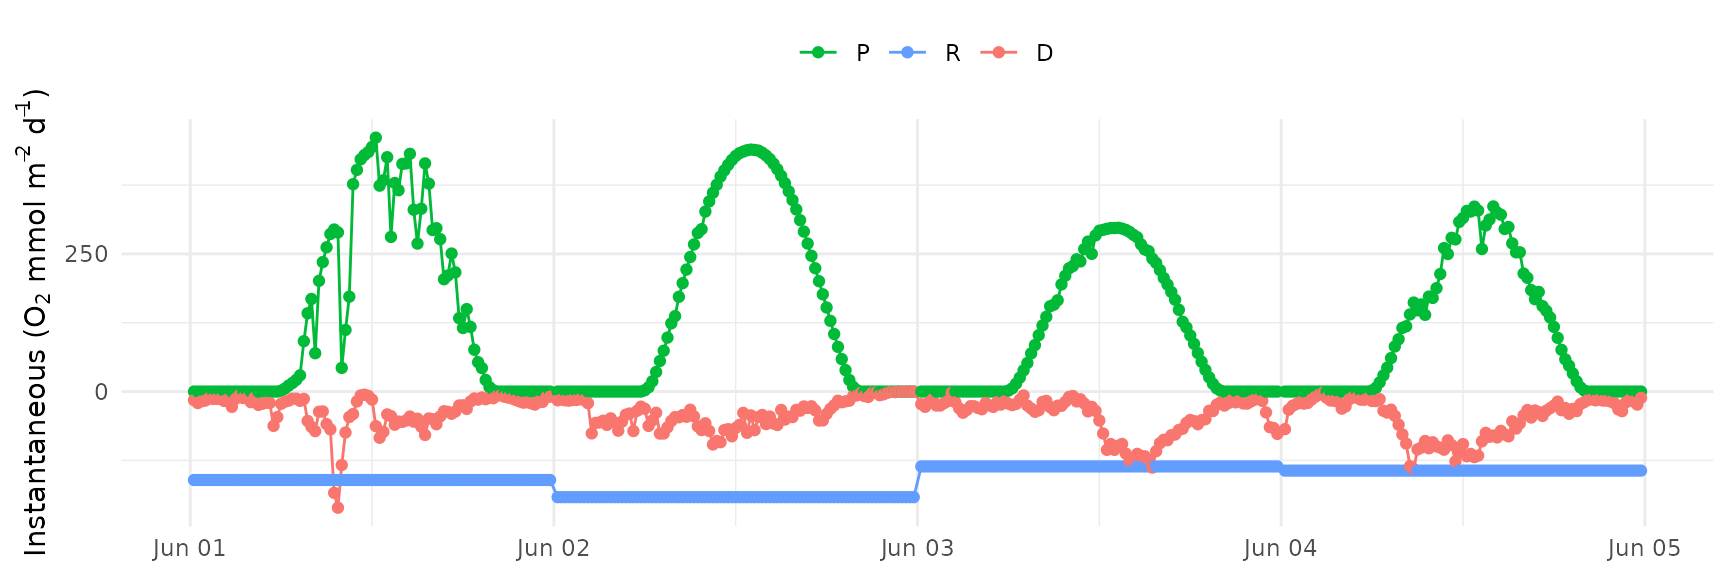 P R D
Instantaneous (O₂ mmol m⁻² d⁻¹)
250
0
Jun 01 Jun 02 Jun 03 Jun 04 Jun 05